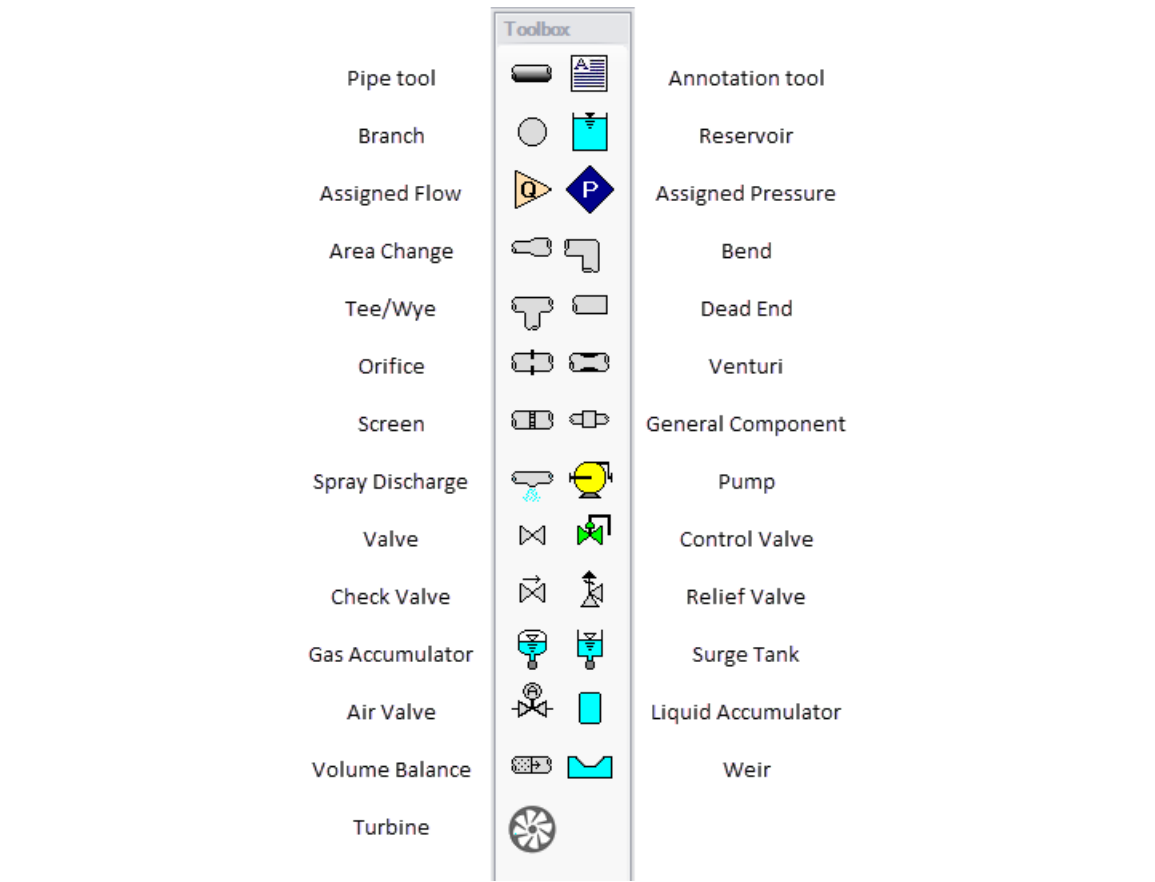 Toolbox
Pipe tool A Annotation tool
Branch Reservoir
Assigned Flow Q P Assigned Pressure
Area Change Bend
Tee/Wye Dead End
Orifice Venturi
Screen General Component
Spray Discharge Pump
Valve Control Valve
Check Valve Relief Valve
Gas Accumulator Surge Tank
Air Valve A Liquid Accumulator
Volume Balance Weir
Turbine